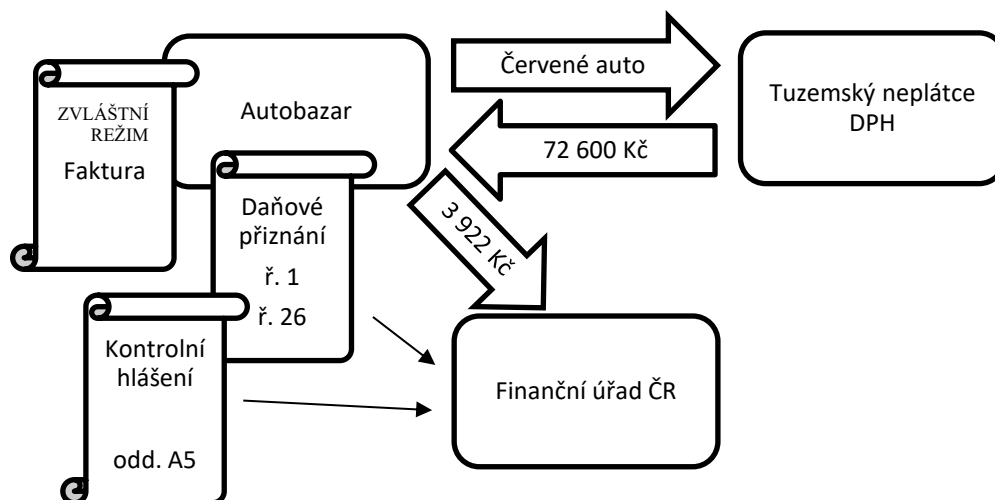 ZVLÁŠTNÍ
REŽIM
Faktura
Autobazar
Červené auto
72 600 Kč
Tuzemský neplátce
DPH
3 922 Kč
Daňové
přiznání
ř. 1
ř. 26
Kontrolní
hlášení
odd. A5
Finanční úřad ČR